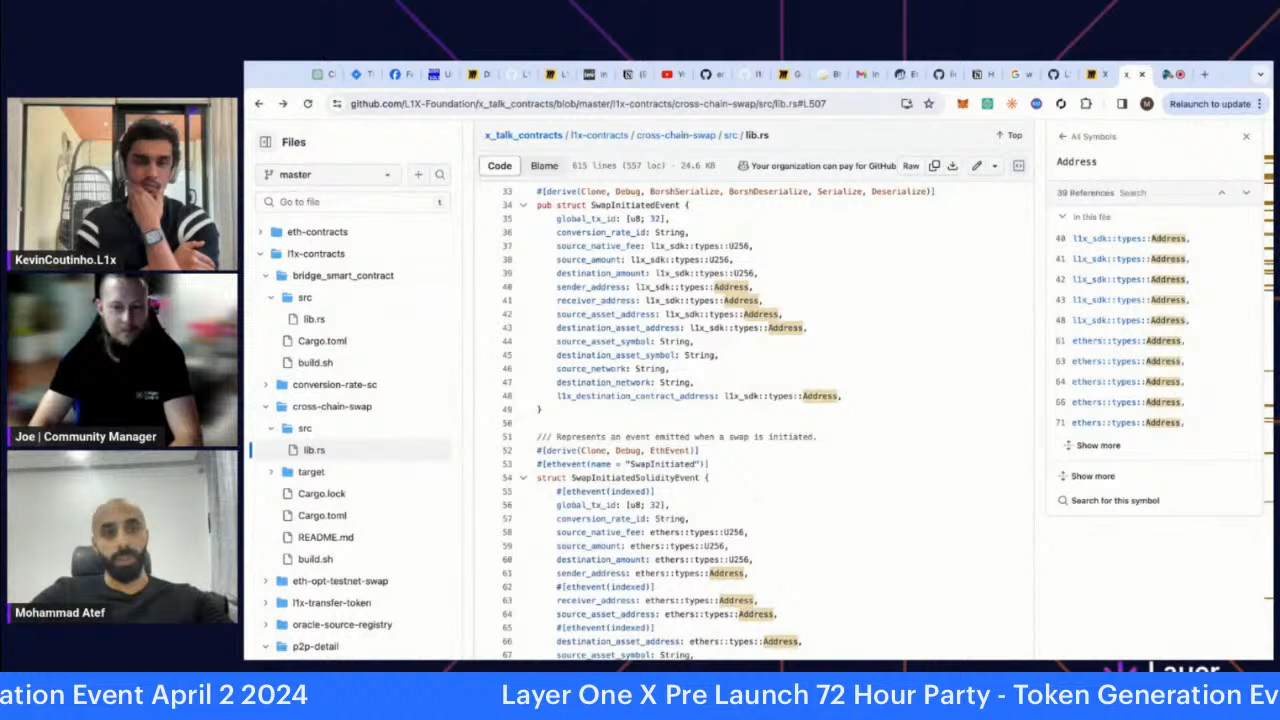 github.com/L1X-Foundation/x_talk_contracts/blob/master/l1x-contracts/cross-chain-swap/src/lib.rs#L507
Relaunch to update
Files
master
Go to file
t
eth-contracts
l1x-contracts
bridge_smart_contract
src
lib.rs
Cargo.toml
build.sh
conversion-rate-sc
cross-chain-swap
src
lib.rs
target
Cargo.lock
Cargo.toml
README.md
build.sh
eth-opt-testnet-swap
l1x-transfer-token
oracle-source-registry
p2p-detail
x_talk_contracts / l1x-contracts / cross-chain-swap / src / lib.rs
Top
Code Blame 615 lines (557 loc) · 24.6 KB Your organization can pay for GitHub Raw
33 #[derive(Clone, Debug, BorshSerialize, BorshDeserialize, Serialize, Deserialize)]
34 pub struct SwapInitiatedEvent {
35 global_tx_id: [u8; 32],
36 conversion_rate_id: String,
37 source_native_fee: l1x_sdk::types::U256,
38 source_amount: l1x_sdk::types::U256,
39 destination_amount: l1x_sdk::types::U256,
40 sender_address: l1x_sdk::types::Address,
41 receiver_address: l1x_sdk::types::Address,
42 source_asset_address: l1x_sdk::types::Address,
43 destination_asset_address: l1x_sdk::types::Address,
44 source_asset_symbol: String,
45 destination_asset_symbol: String,
46 source_network: String,
47 destination_network: String,
48 l1x_destination_contract_address: l1x_sdk::types::Address,
49 }
50
51 /// Represents an event emitted when a swap is initiated.
52 #[derive(Clone, Debug, EthEvent)]
53 #[ethevent(name = "SwapInitiated")]
54 struct SwapInitiatedSolidityEvent {
55 #[ethevent(indexed)]
56 global_tx_id: [u8; 32],
57 conversion_rate_id: String,
58 source_native_fee: ethers::types::U256,
59 source_amount: ethers::types::U256,
60 destination_amount: ethers::types::U256,
61 sender_address: ethers::types::Address,
62 #[ethevent(indexed)]
63 receiver_address: ethers::types::Address,
64 source_asset_address: ethers::types::Address,
65 #[ethevent(indexed)]
66 destination_asset_address: ethers::types::Address,
67 source_asset_symbol: String,
All Symbols
Address
39 References Search
In this file
40 l1x_sdk::types::Address,
41 l1x_sdk::types::Address,
42 l1x_sdk::types::Address,
43 l1x_sdk::types::Address,
48 l1x_sdk::types::Address,
61 ethers::types::Address,
63 ethers::types::Address,
64 ethers::types::Address,
66 ethers::types::Address,
71 ethers::types::Address,
Show more
Show more
Search for this symbol
KevinCoutinho.L1x
Joe | Community Manager
Mohammad Atef
Layer
ation Event April 2 2024 Layer One X Pre Launch 72 Hour Party - Token Generation Ev